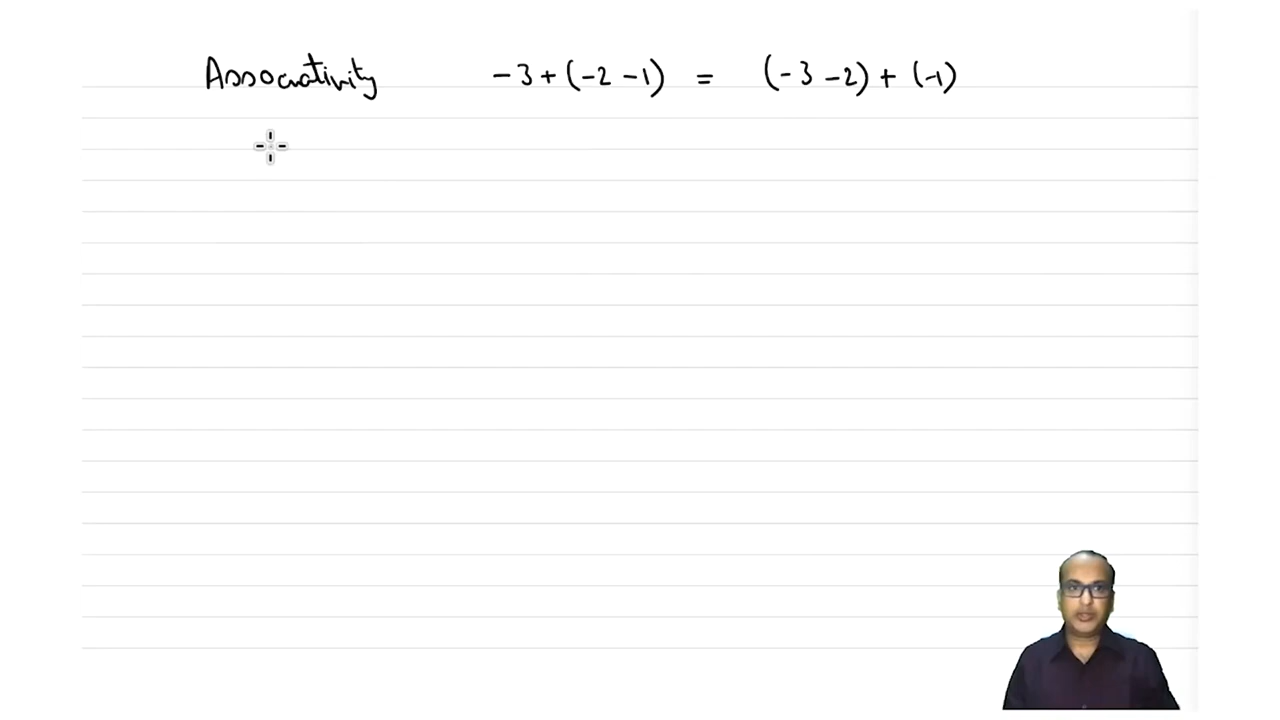 Associativity -3 + (-2 - 1) = (-3 - 2) + (-1)